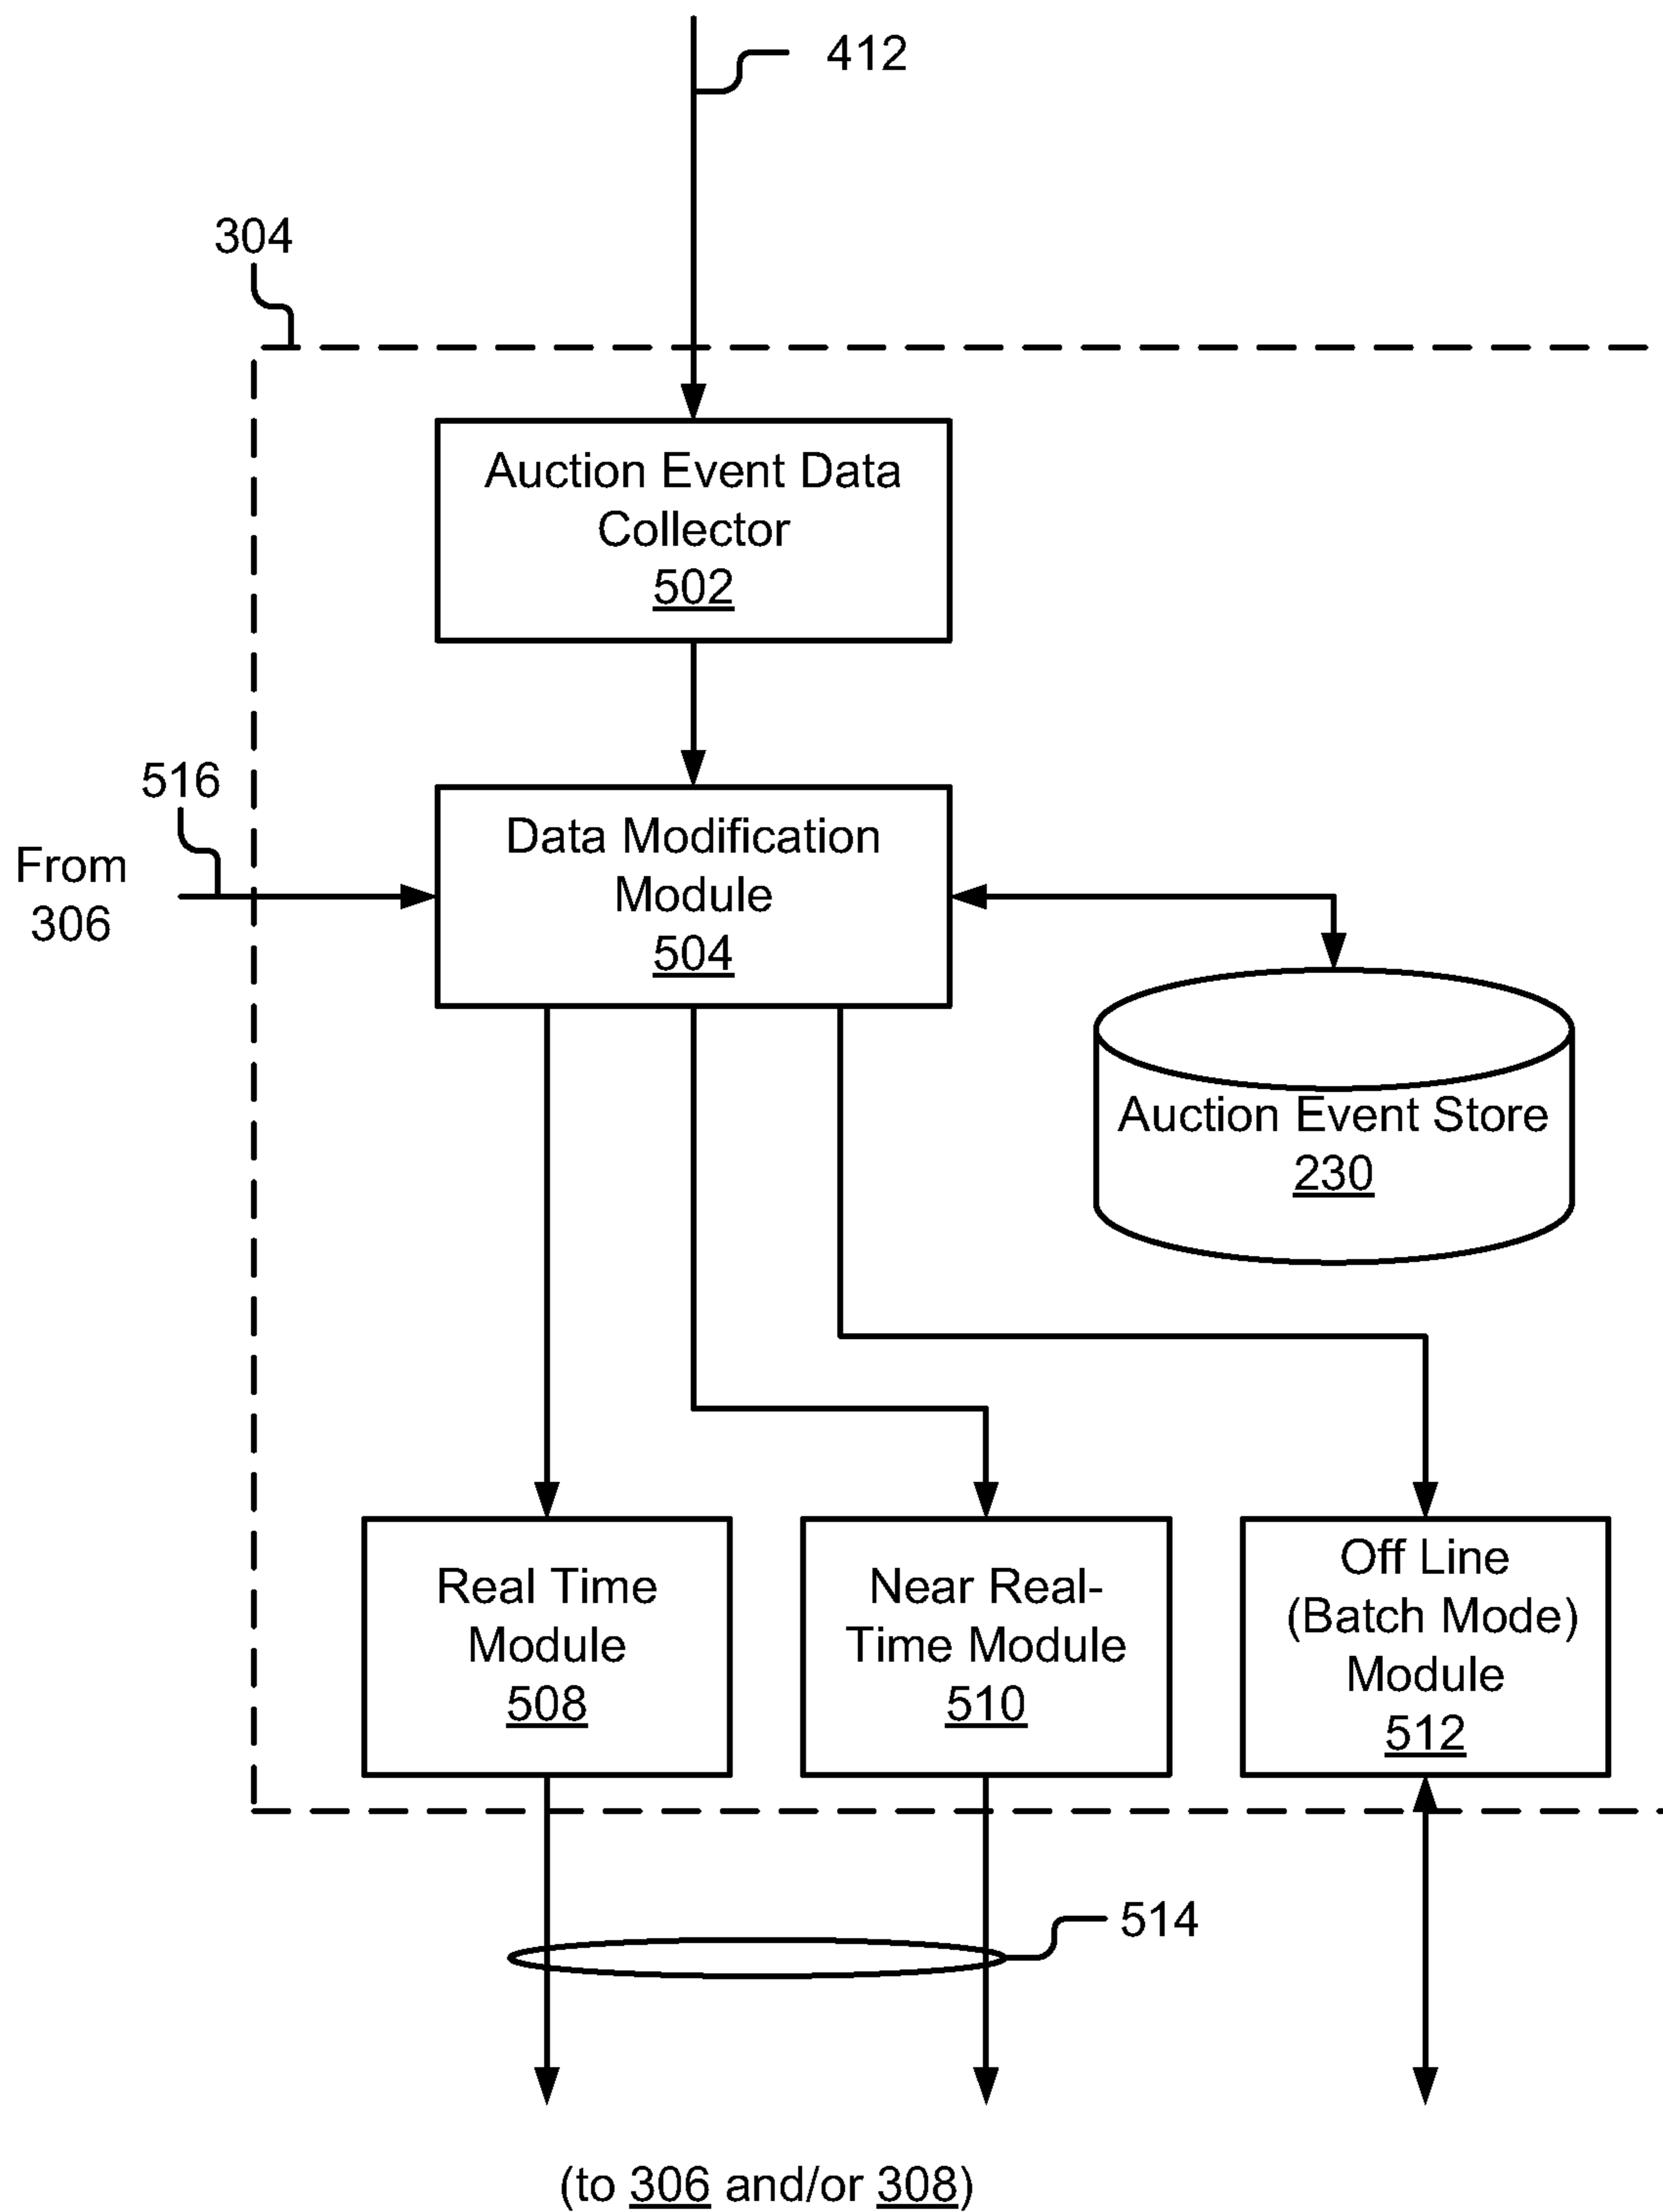 412
304
Auction Event Data
Collector
502
516
From
306
Data Modification
Module
504
Auction Event Store
230
Real Time
Module
508
Near Real-
Time Module
510
Off Line
(Batch Mode)
Module
512
514
(to 306 and/or 308)